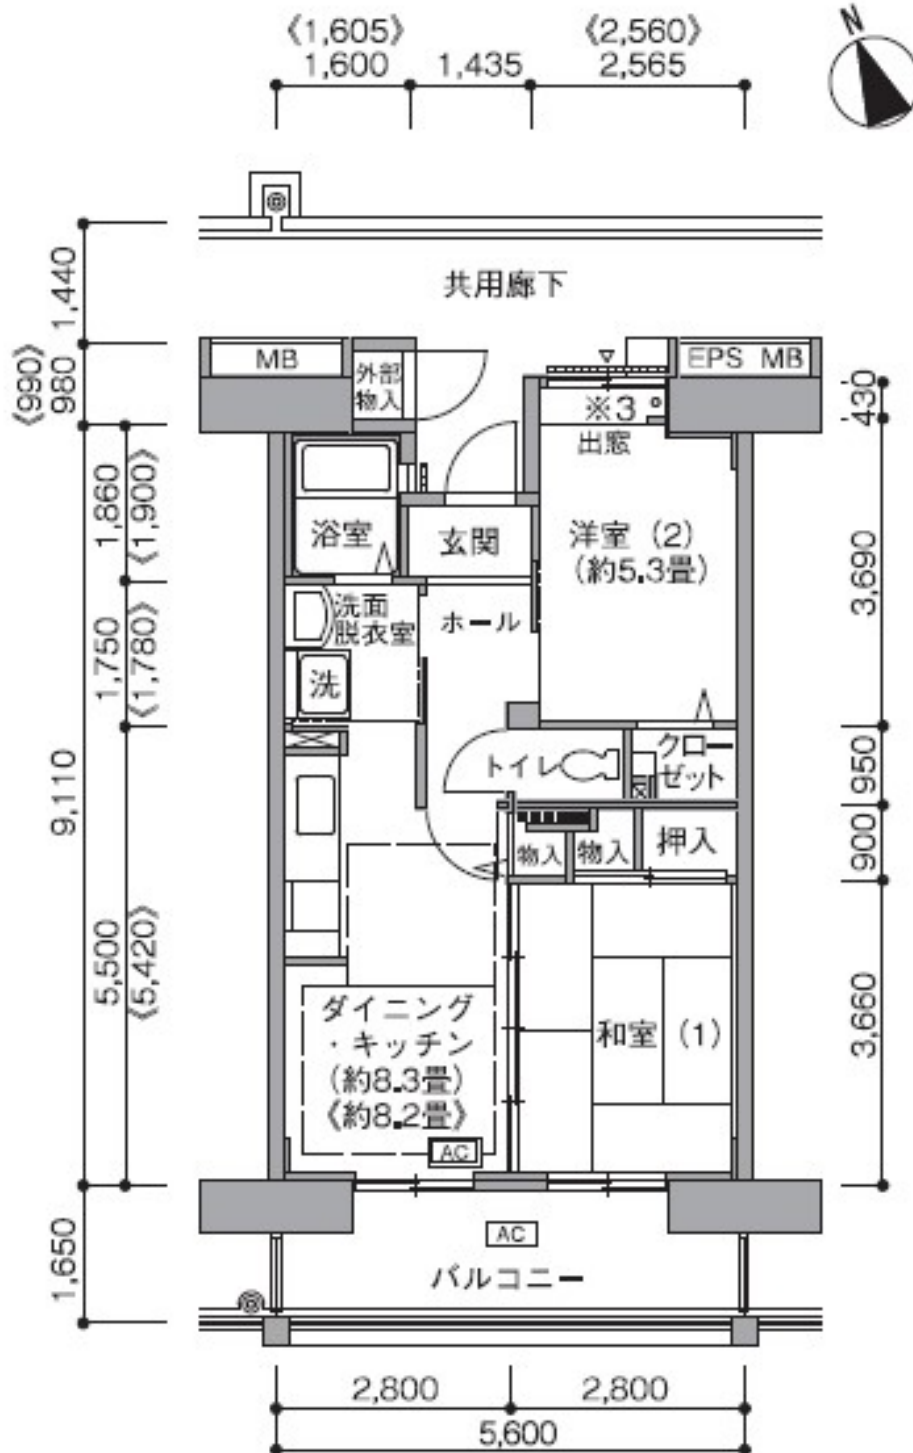 《1,605》
《2,560》
1,600
1,435
2,565
N
1,440
《990》
980
共用廊下
MB
外部
物入
EPS MB
※3
出窓
430
1,860
《1,900》
浴室
玄関
洋室（2）
（約5.3畳）
3,690
洗面
脱衣室
ホール
1,750
《1,780》
洗
トイレ
クロー
ゼット
950
9,110
物入
物入
押入
900
5,500
《5,420》
ダイニング
・キッチン
（約8.3畳）
《約8.2畳》
和室（1）
3,660
AC
AC
バルコニー
1,650
2,800
2,800
5,600